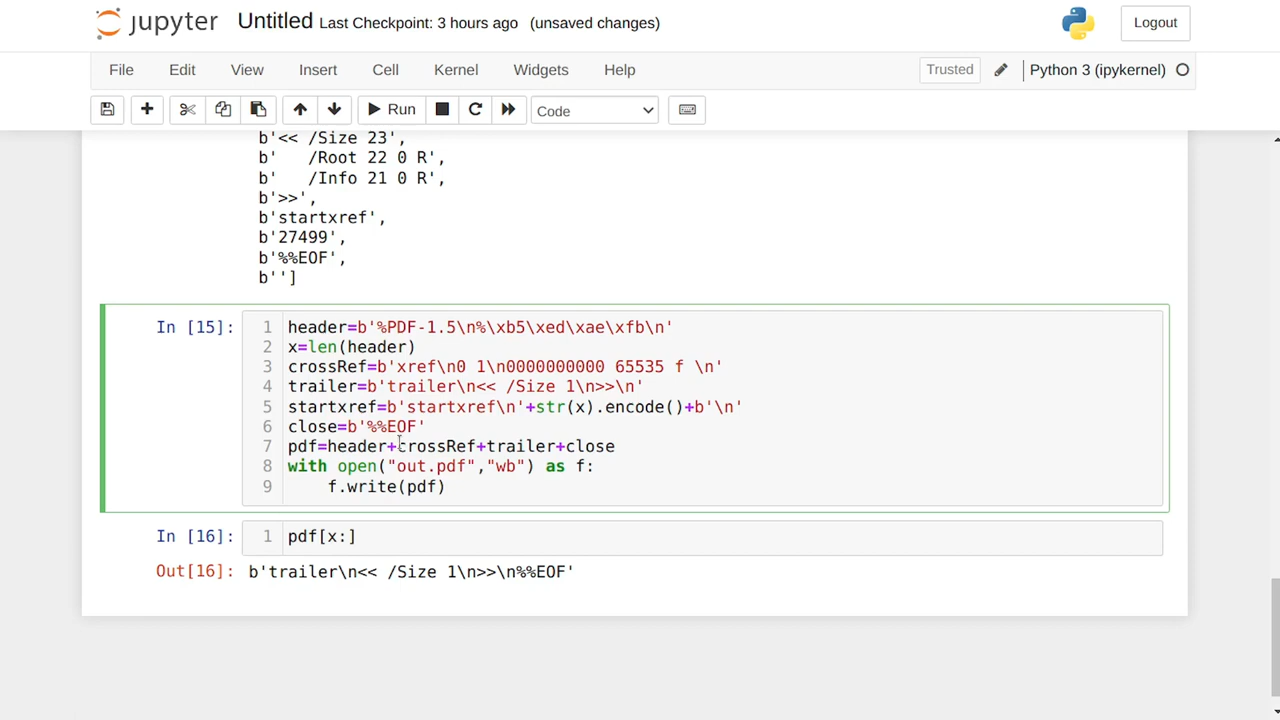 jupyter Untitled Last Checkpoint: 3 hours ago (unsaved changes) Logout
File Edit View Insert Cell Kernel Widgets Help Trusted Python 3 (ipykernel)
Run Code
b'<< /Size 23',
b'   /Root 22 0 R',
b'   /Info 21 0 R',
b'>>',
b'startxref',
b'27499',
b'%%EOF',
b'']
In [15]:
1 header=b'%PDF-1.5\n%\xb5\xed\xae\xfb\n'
2 x=len(header)
3 crossRef=b'xref\n0 1\n0000000000 65535 f \n'
4 trailer=b'trailer\n<< /Size 1\n>>\n'
5 startxref=b'startxref\n'+str(x).encode()+b'\n'
6 close=b'%%EOF'
7 pdf=header+crossRef+trailer+close
8 with open("out.pdf","wb") as f:
9     f.write(pdf)
In [16]: 1 pdf[x:]
Out[16]: b'trailer\n<< /Size 1\n>>\n%%EOF'